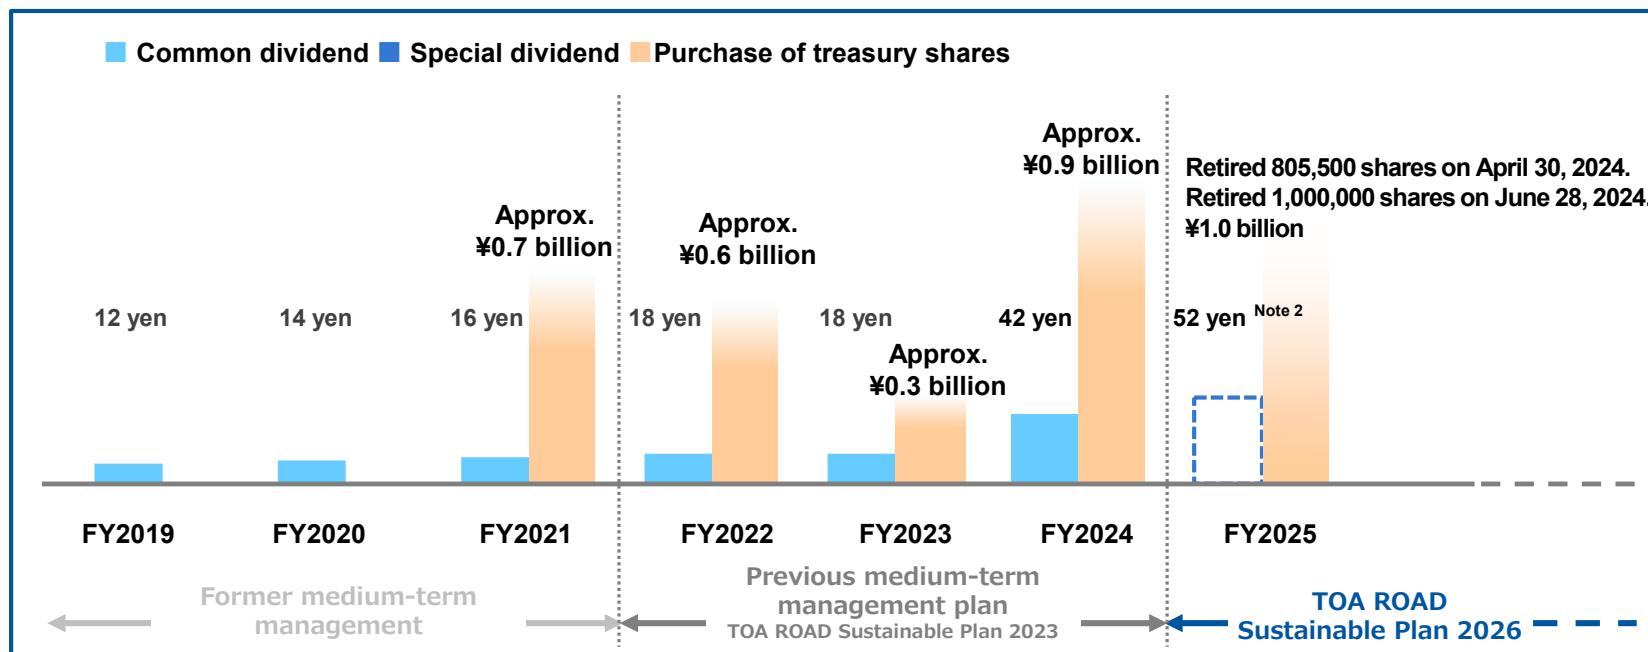 Common dividend Special dividend Purchase of treasury shares
Approx.
¥0.7 billion
Approx.
¥0.6 billion
Approx.
¥0.3 billion
Approx.
¥0.9 billion
Retired 805,500 shares on April 30, 2024.
Retired 1,000,000 shares on June 28, 2024.
¥1.0 billion
12 yen 14 yen 16 yen 18 yen 18 yen 42 yen 52 yen Note 2
FY2019 FY2020 FY2021 FY2022 FY2023 FY2024 FY2025
Former medium-term
management
Previous medium-term
management plan
TOA ROAD Sustainable Plan 2023
TOA ROAD
Sustainable Plan 2026